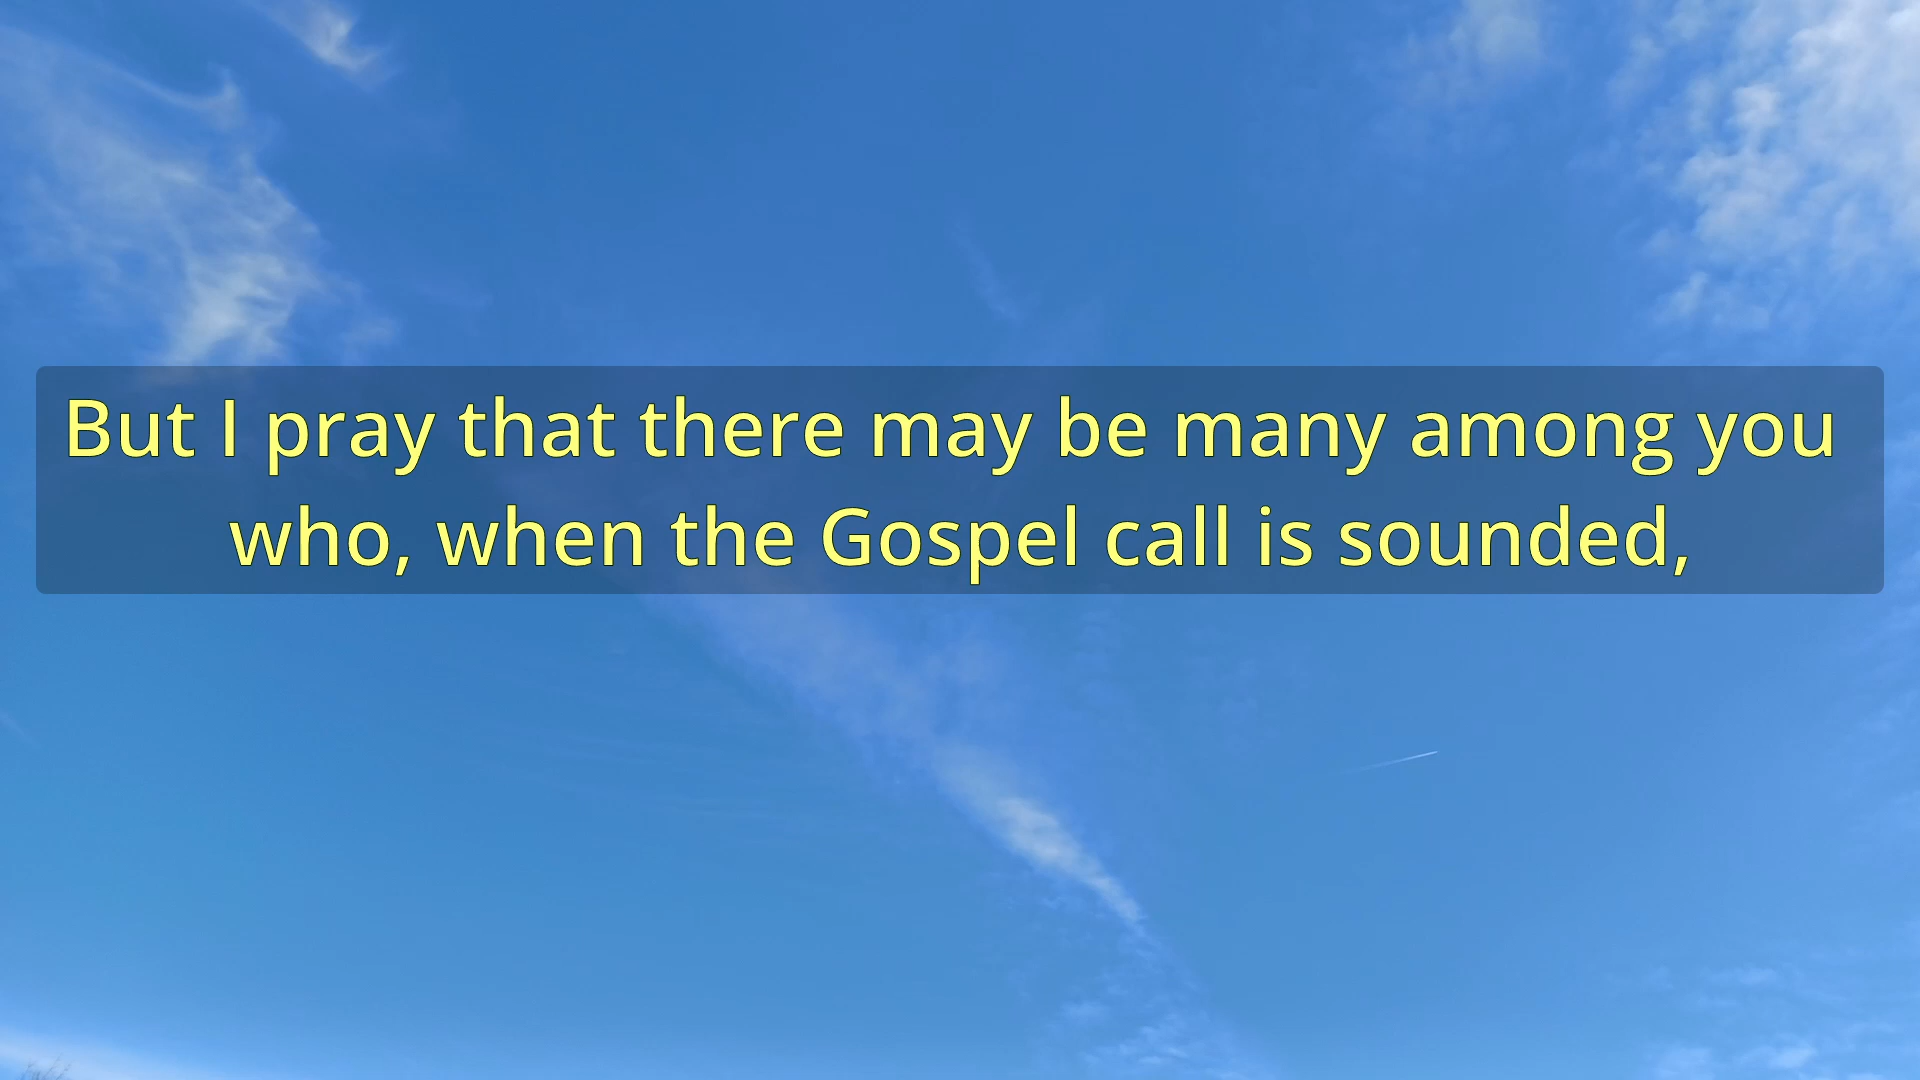 But I pray that there may be many among you
who, when the Gospel call is sounded,